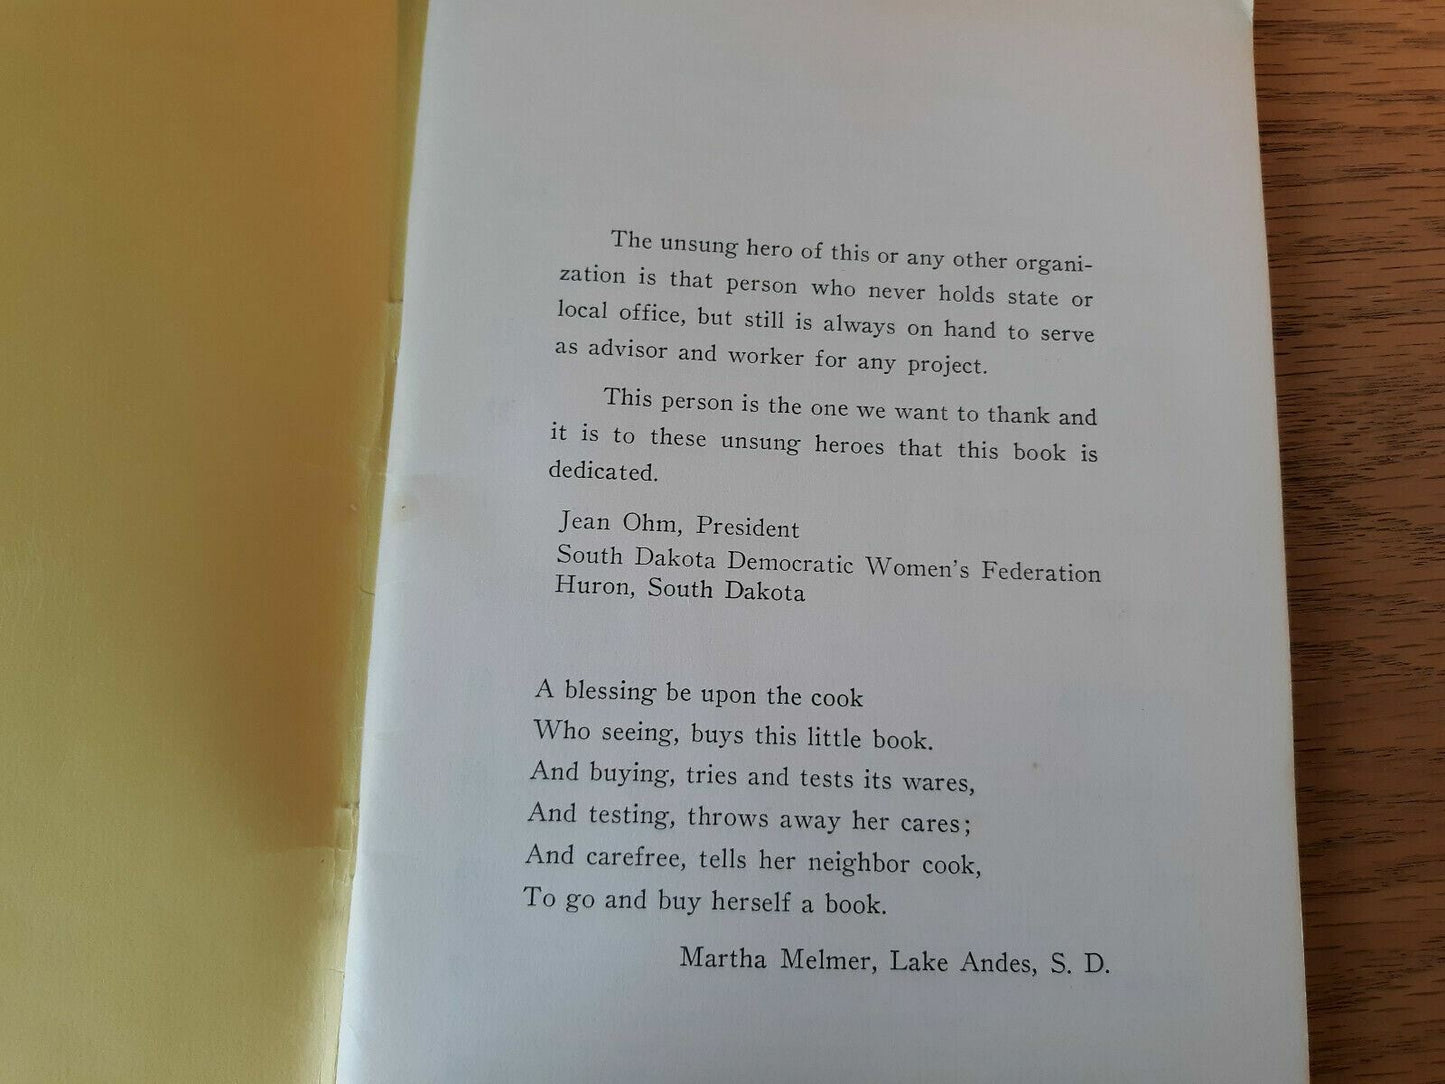 The unsung hero of this or any other organi-
zation is that person who never holds state or
local office, but still is always on hand to serve
as advisor and worker for any project.
This person is the one we want to thank and
it is to these unsung heroes that this book is
dedicated.
Jean Ohm, President
South Dakota Democratic Women's Federation
Huron, South Dakota
A blessing be upon the cook
Who seeing, buys this little book.
And buying, tries and tests its wares,
And testing, throws away her cares;
And carefree, tells her neighbor cook,
To go and buy herself a book.
Martha Melmer, Lake Andes, S. D.